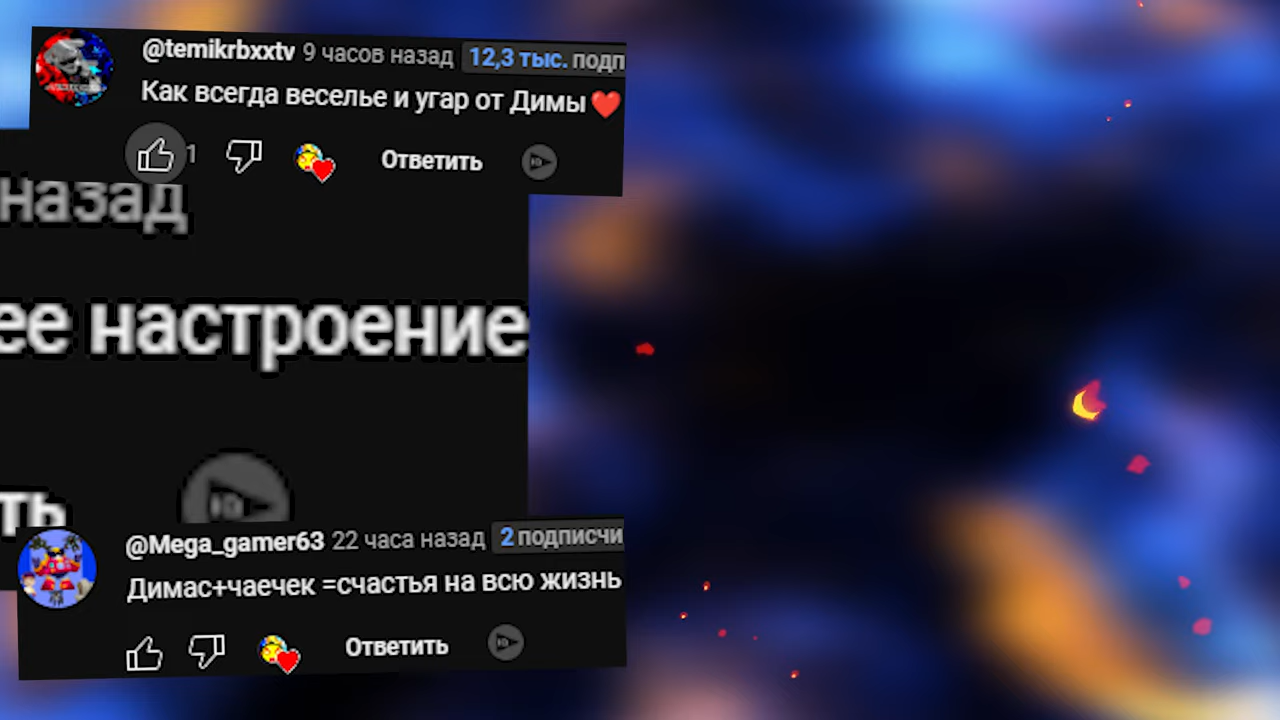 @temikrbxxtv 9 часов назад 12,3 тыс. подп
Как всегда веселье и угар от Димы❤️
1 Ответить
назад
ее настроение
ть
@Mega_gamer63 22 часа назад 2 подписчи
Димас+чаечек =счастья на всю жизнь
Ответить